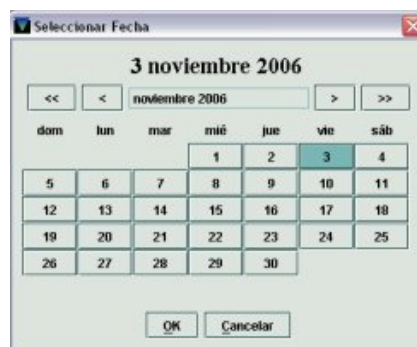 Seleccionar Fecha
3 noviembre 2006
<< < noviembre 2006 > >>
dom lun mar mié jue vie sáb
1 2 3 4
5 6 7 8 9 10 11
12 13 14 15 16 17 18
19 20 21 22 23 24 25
26 27 28 29 30
OK Cancelar